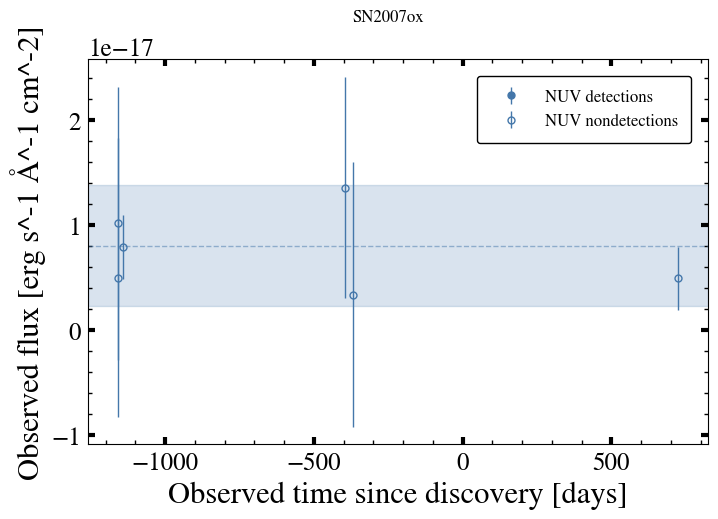 SN2007ox
1e−17
NUV detections
NUV nondetections
2
1
0
−1
−1000
−500
0
500
Observed flux [erg s^-1 Å^-1 cm^-2]
Observed time since discovery [days]